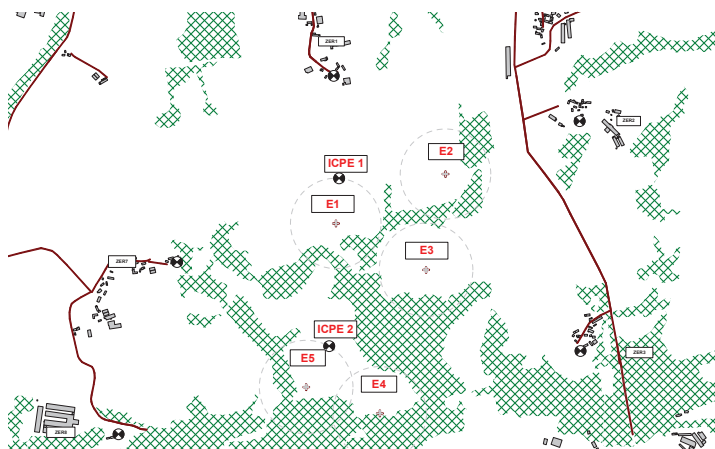 ZER1
ZER2
E2
ICPE 1
E1
E3
ZER7
ICPE 2
ZER3
E5
E4
ZER8